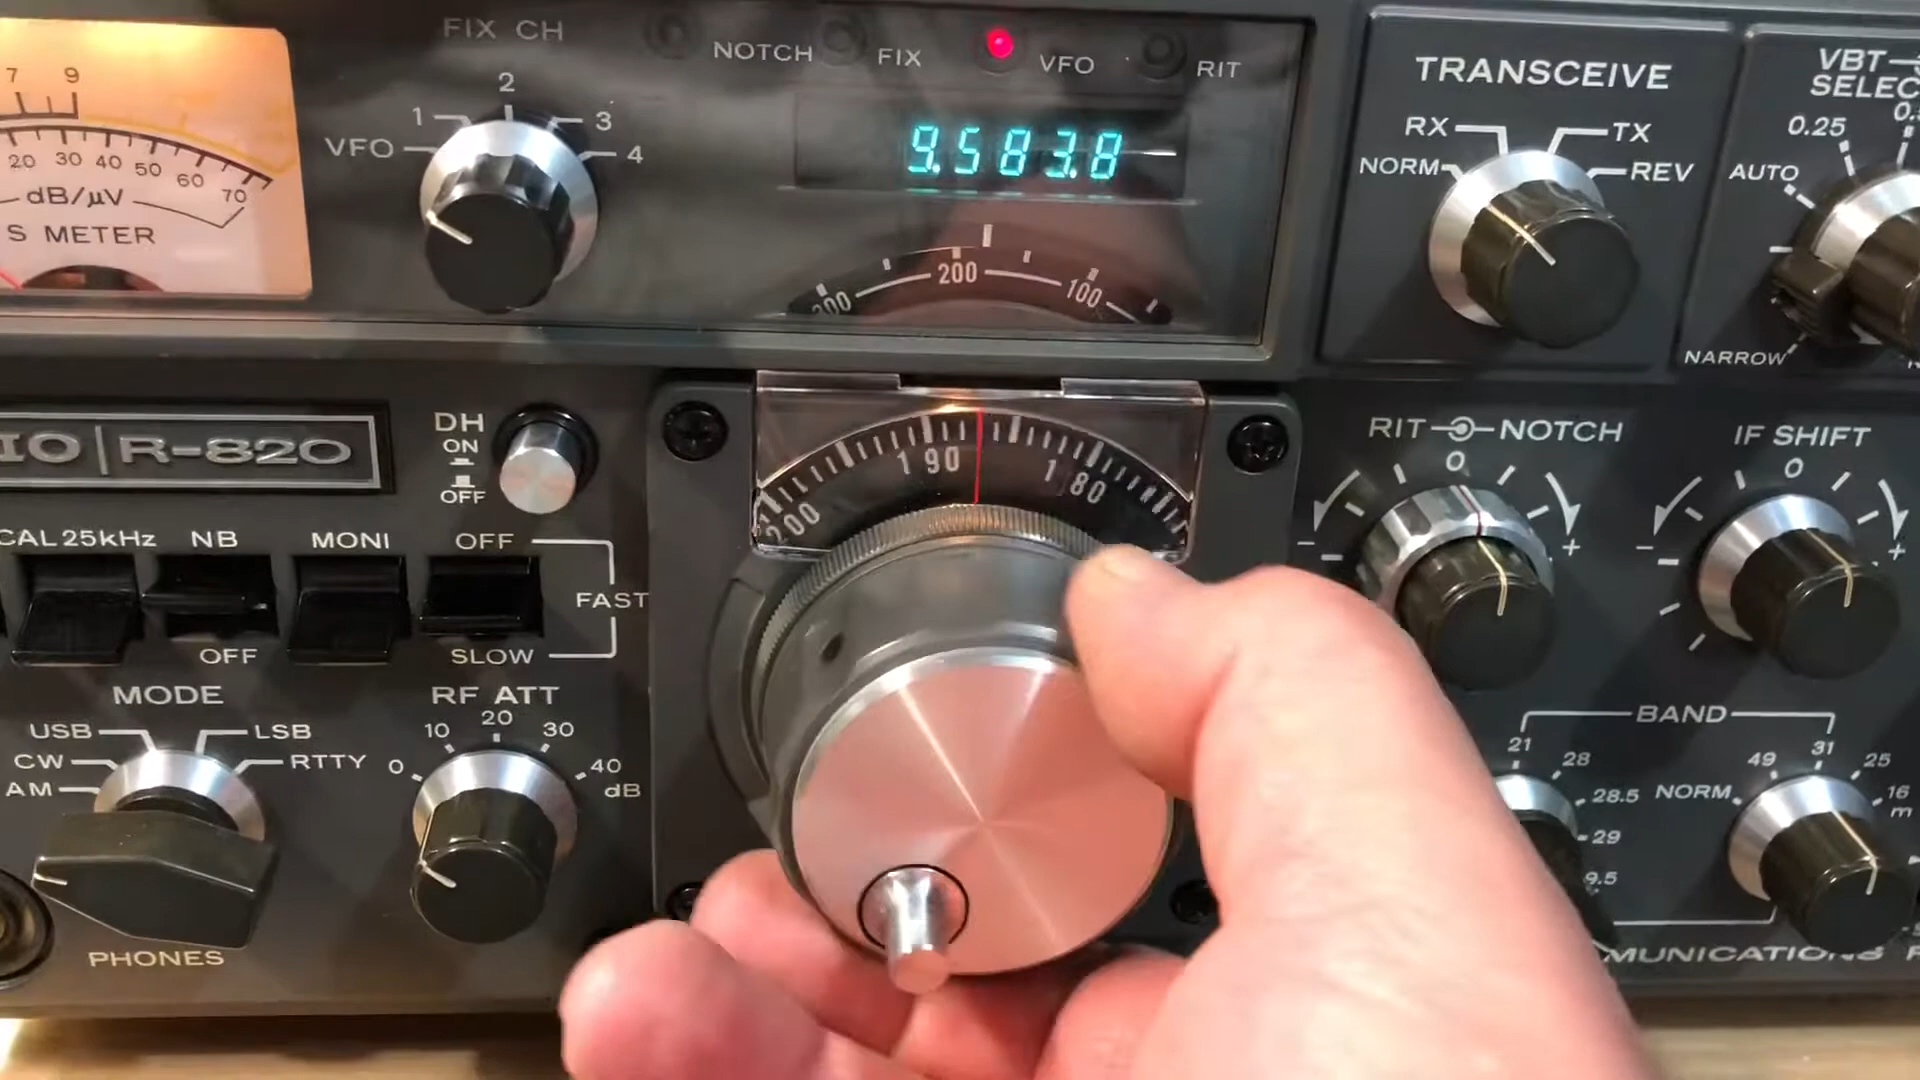 FIX CH
NOTCH
FIX
VFO
RIT
7 9
20 30 40 50 60 70
dB/μV
S METER
VFO 1 2 3 4
9.583.8
200 100
TRANSCEIVE
NORM RX TX REV
VBT
AUTO 0.25
NARROW
R-820
DH
ON
OFF
200 190 180
RIT NOTCH
0
- +
IF SHIFT
0
- +
CAL 25kHz NB MONI OFF
FAST
OFF SLOW
MODE
USB LSB
CW RTTY
AM
RF ATT
0 10 20 30 40
dB
PHONES
BAND
21 28 28.5 29
NORM 49 31 25 16
m